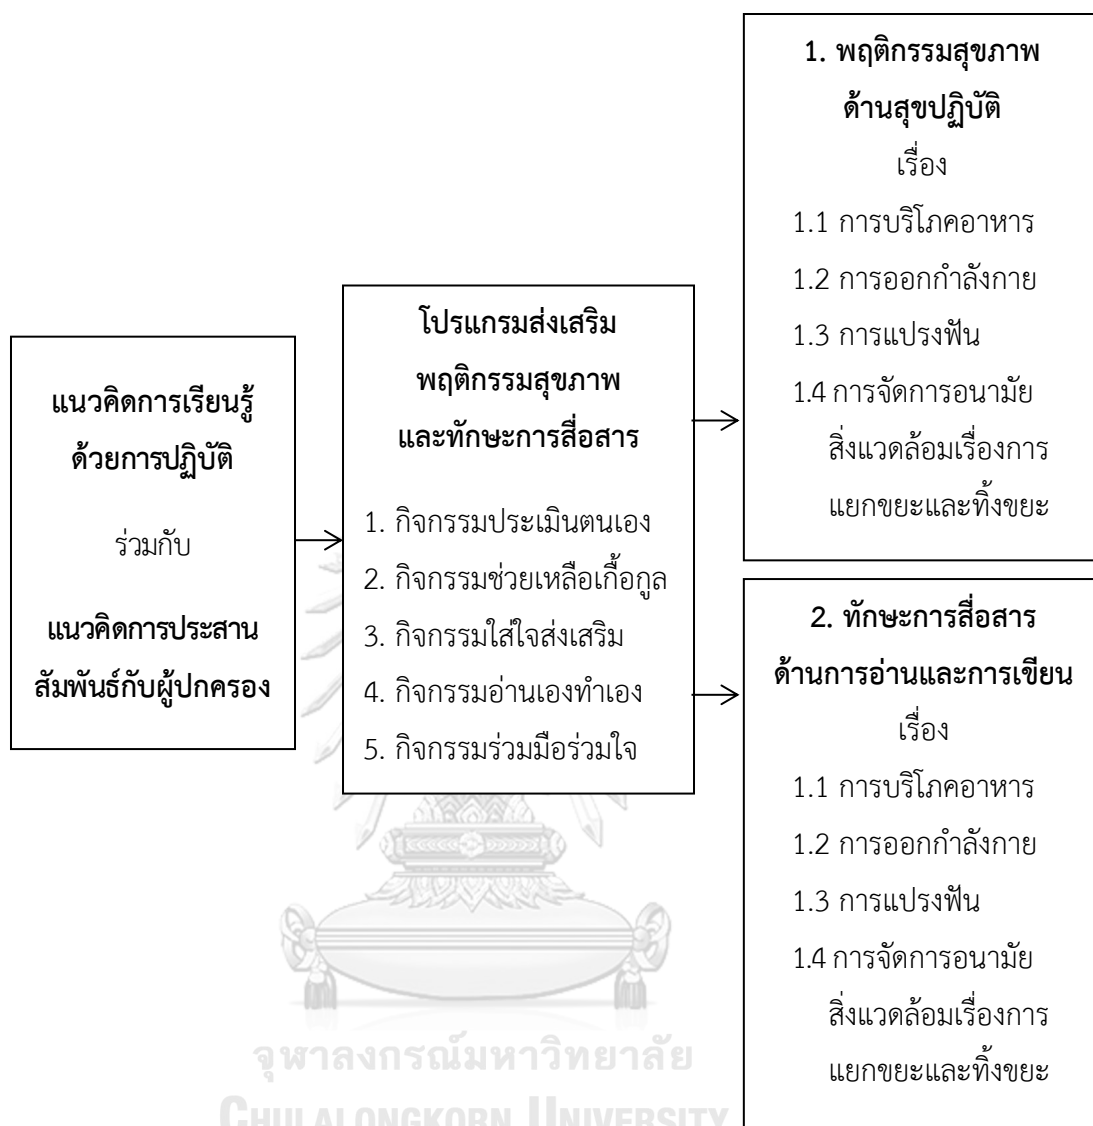 แนวคิดการเรียนรู้
ด้วยการปฏิบัติ
ร่วมกับ
แนวคิดการประสาน
สัมพันธ์กับผู้ปกครอง
โปรแกรมส่งเสริม
พฤติกรรมสุขภาพ
และทักษะการสื่อสาร
1. กิจกรรมประเมินตนเอง
2. กิจกรรมช่วยเหลือเกื้อกูล
3. กิจกรรมใส่ใจส่งเสริม
4. กิจกรรมอ่านเองทำเอง
5. กิจกรรมร่วมมือร่วมใจ
1. พฤติกรรมสุขภาพ
ด้านสุขปฏิบัติ
เรื่อง
1.1 การบริโภคอาหาร
1.2 การออกกำลังกาย
1.3 การแปรงฟัน
1.4 การจัดการอนามัย
สิ่งแวดล้อมเรื่องการ
แยกขยะและทิ้งขยะ
2. ทักษะการสื่อสาร
ด้านการอ่านและการเขียน
เรื่อง
1.1 การบริโภคอาหาร
1.2 การออกกำลังกาย
1.3 การแปรงฟัน
1.4 การจัดการอนามัย
สิ่งแวดล้อมเรื่องการ
แยกขยะและทิ้งขยะ
จุฬาลงกรณ์มหาวิทยาลัย
CHULALONGKORN UNIVERSITY